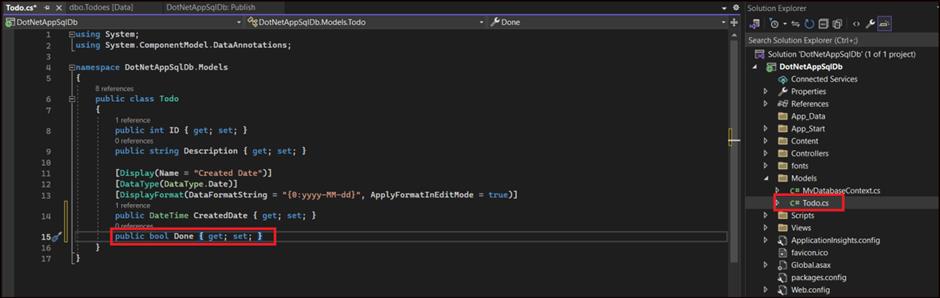 Todo.cs*
dbo.Todoes [Data]
DotNetAppSqlDb: Publish
DotNetAppSqlDb
DotNetAppSqlDb.Models.Todo
Done
1 using System;
2 using System.ComponentModel.DataAnnotations;
3
4 namespace DotNetAppSqlDb.Models
5 {
8 references
6 public class Todo
7 {
1 reference
8 public int ID { get; set; }
0 references
9 public string Description { get; set; }
10
11 [Display(Name = "Created Date")]
12 [DataType(DataType.Date)]
13 [DisplayFormat(DataFormatString = "{0:yyyy-MM-dd}", ApplyFormatInEditMode = true)]
1 reference
14 public DateTime CreatedDate { get; set; }
0 references
15 public bool Done { get; set; }
16 }
17 }
Solution Explorer
Search Solution Explorer (Ctrl+;)
Solution 'DotNetAppSqlDb' (1 of 1 project)
DotNetAppSqlDb
Connected Services
Properties
References
App_Data
App_Start
Content
Controllers
fonts
Models
C# MyDatabaseContext.cs
C# Todo.cs
Scripts
Views
ApplicationInsights.config
favicon.ico
Global.asax
packages.config
Web.config